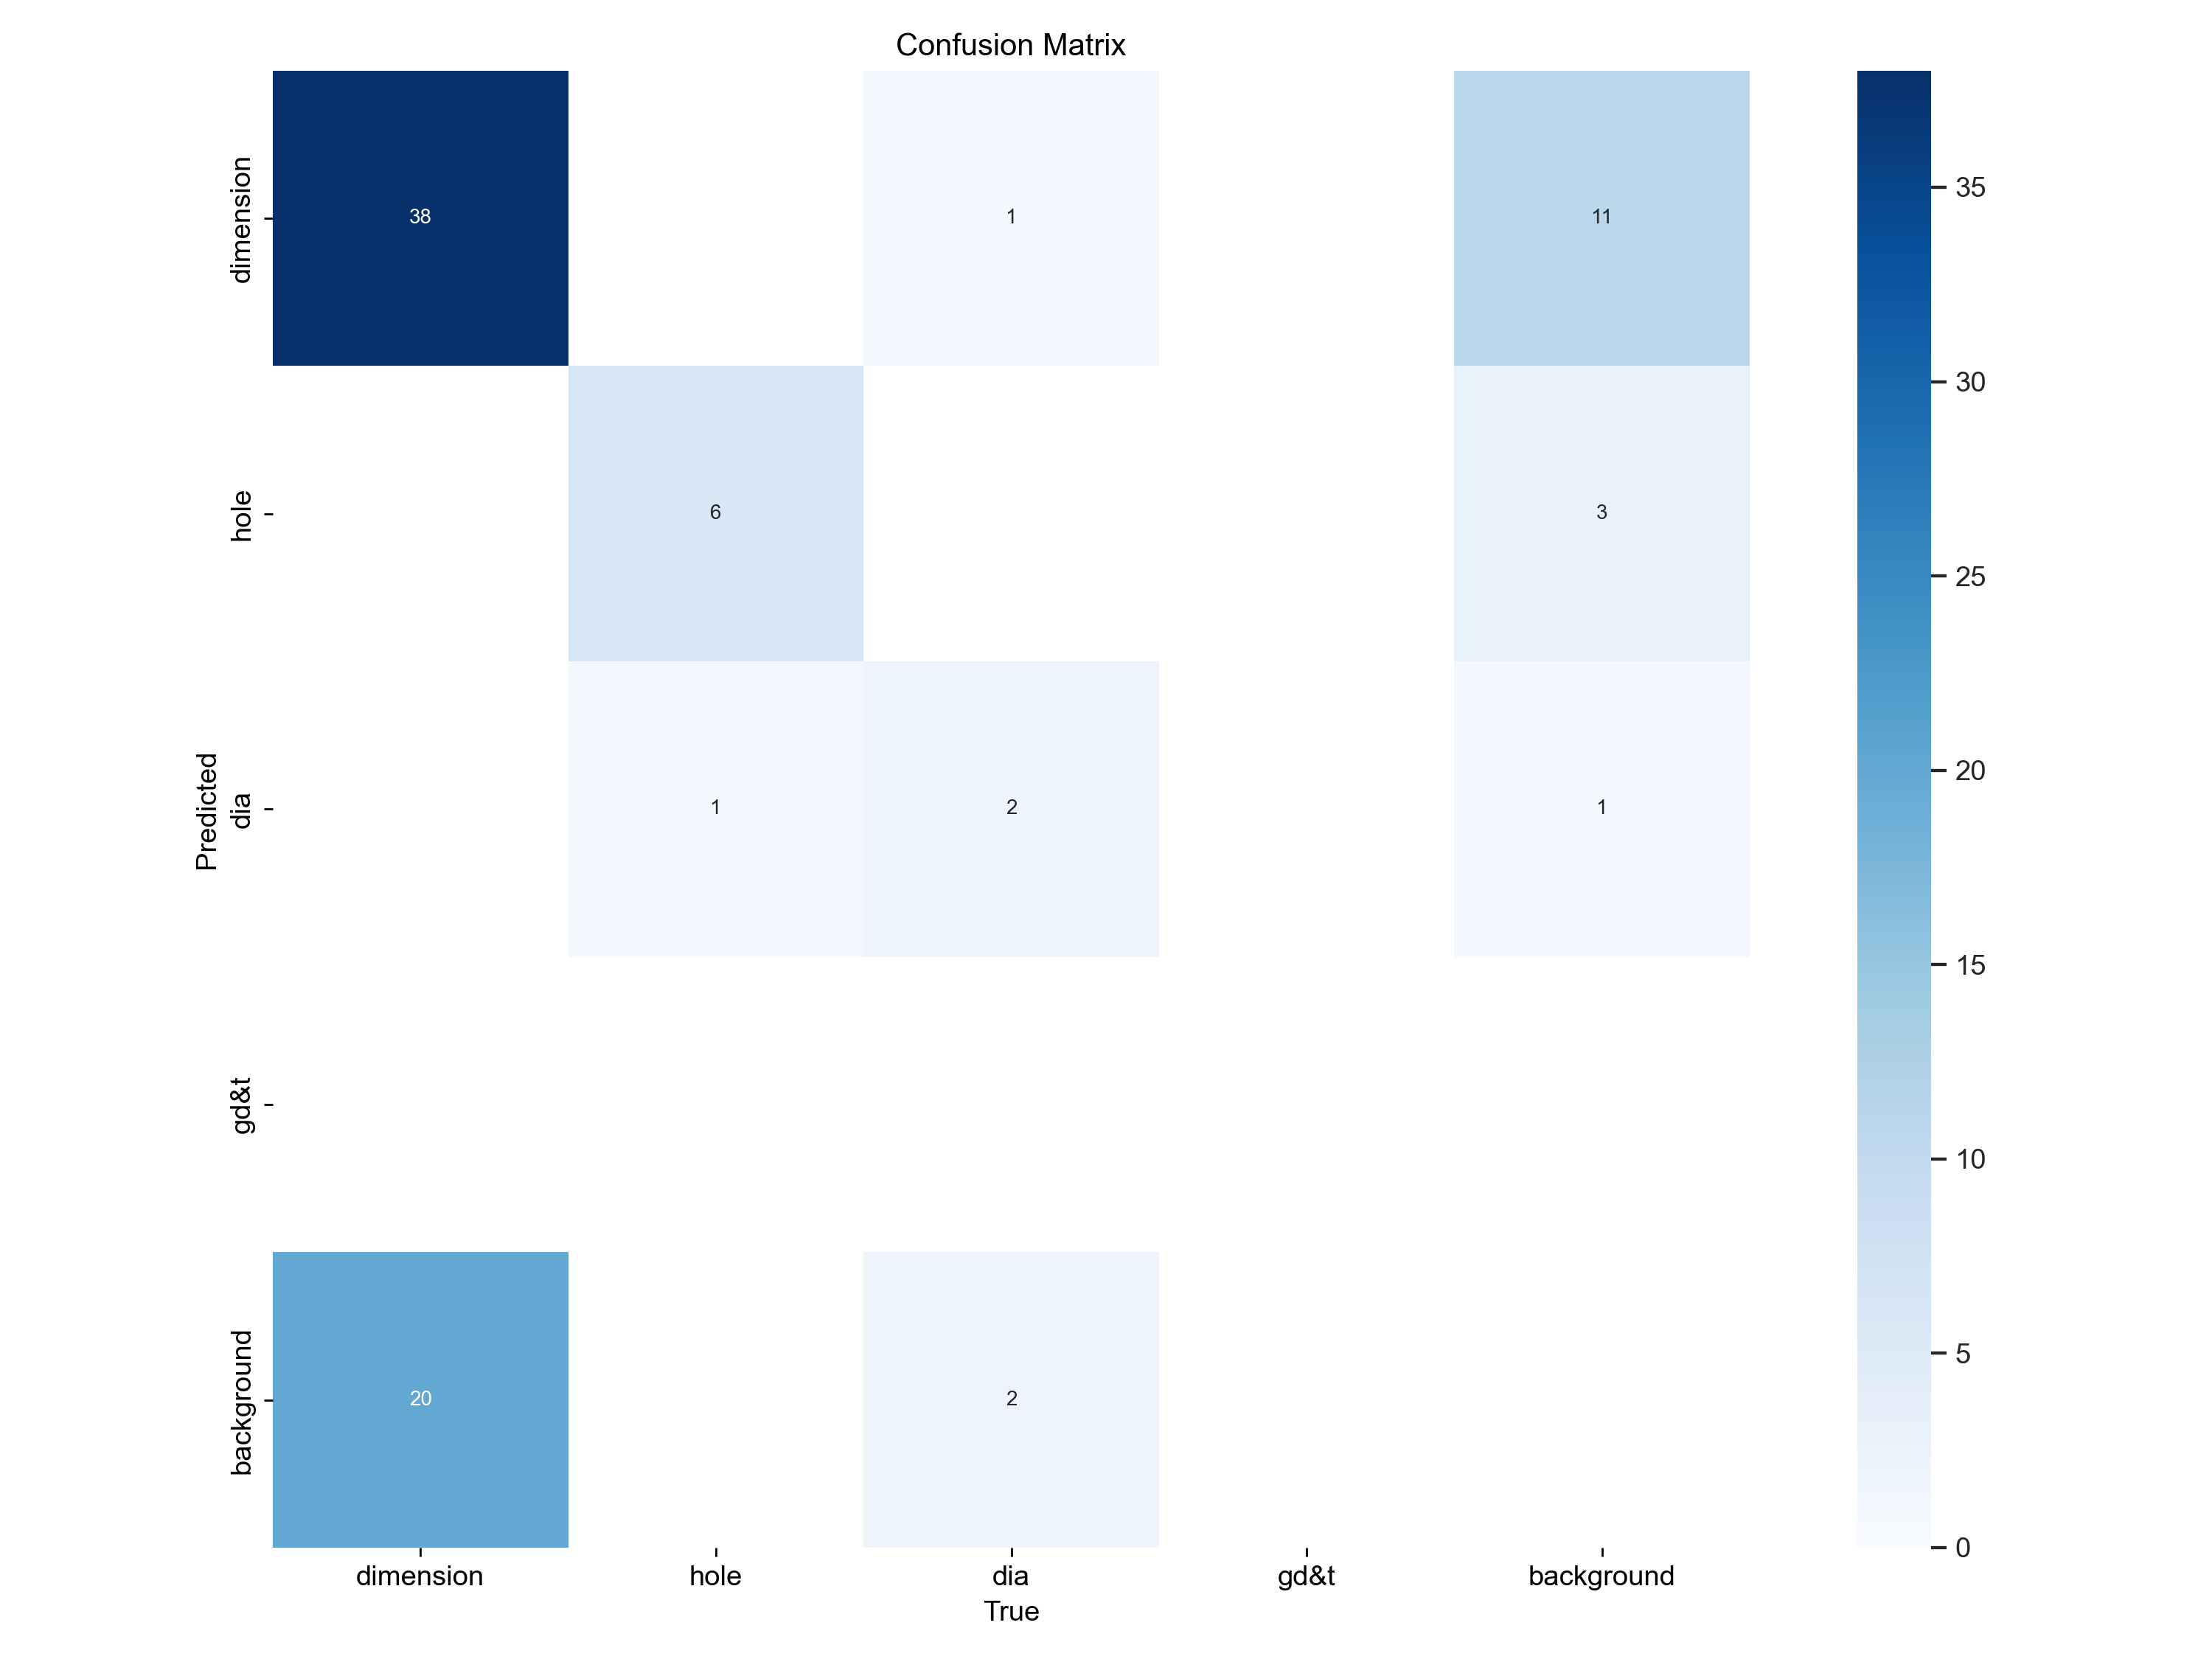 Confusion Matrix
Predicted
dimension
38
1
11
hole
6
3
dia
1
2
1
gd&t
background
20
2
dimension
hole
dia
gd&t
background
True
35
30
25
20
15
10
5
0